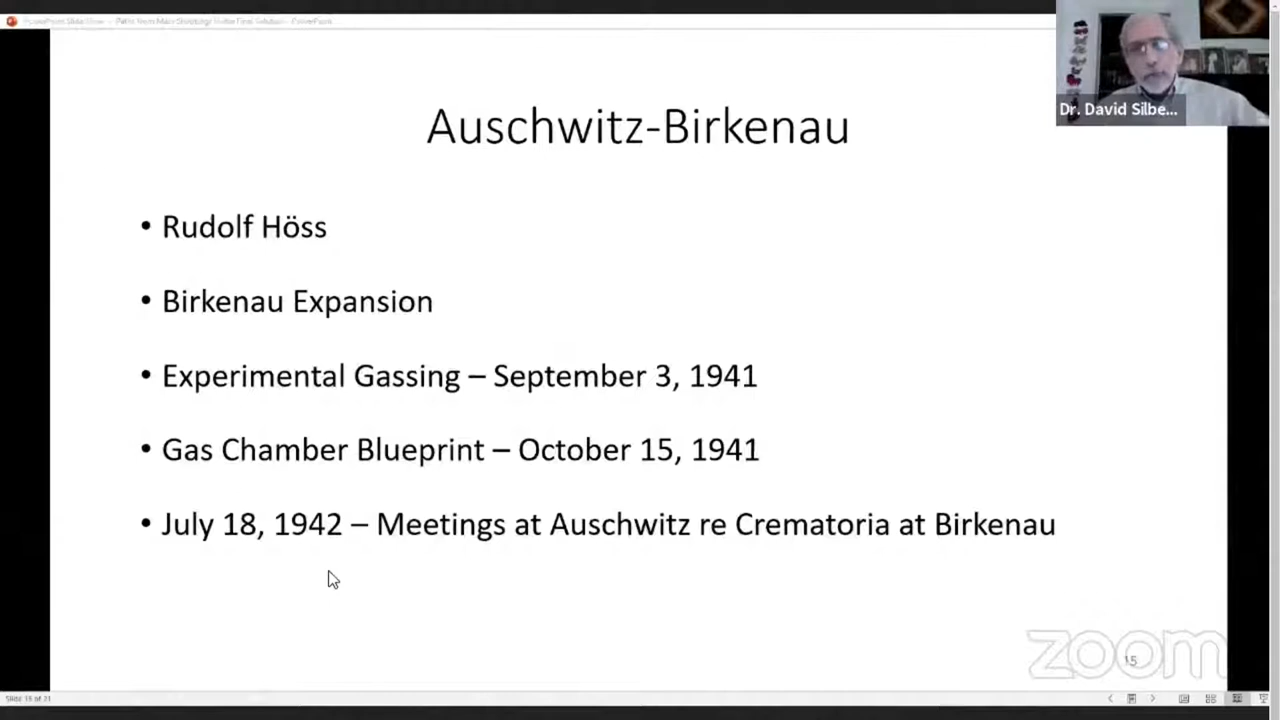 Auschwitz-Birkenau
Dr. David Silbe...
• Rudolf Höss
• Birkenau Expansion
• Experimental Gassing – September 3, 1941
• Gas Chamber Blueprint – October 15, 1941
• July 18, 1942 – Meetings at Auschwitz re Crematoria at Birkenau
zoom
15